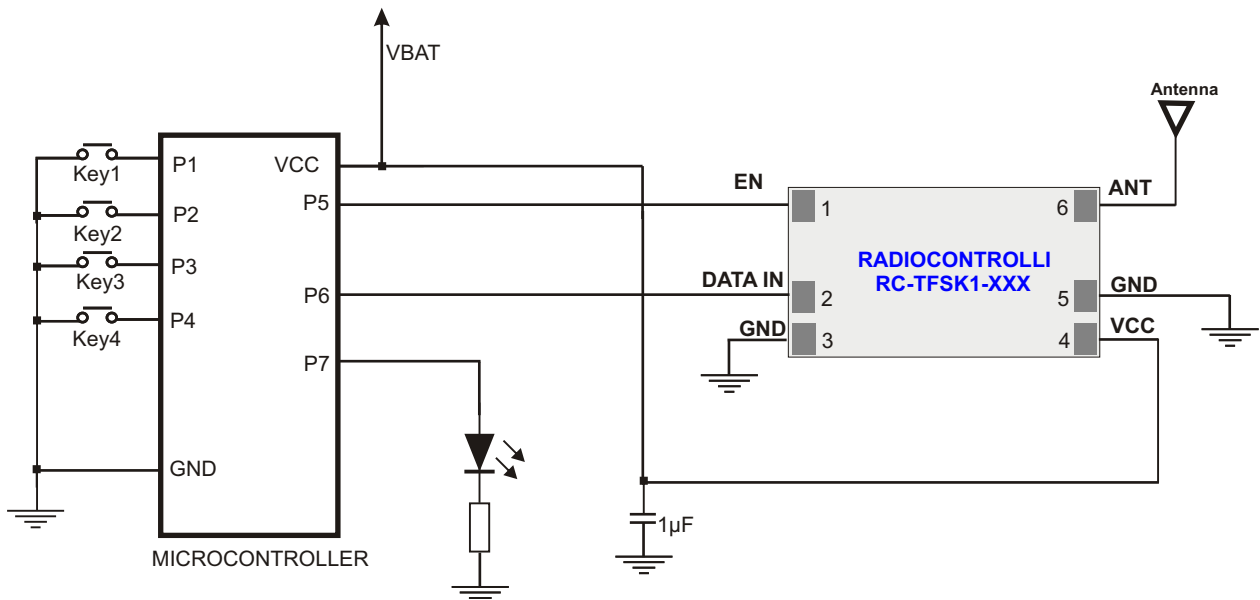 VBAT
Antenna
P1
VCC
Key1
P5
EN
ANT
P2
1
6
Key2
RADIOCONTROLLI
RC-TFSK1-XXX
P3
Key3
P6
DATA IN
2
5
GND
P4
Key4
GND
3
4
VCC
P7
GND
1µF
MICROCONTROLLER